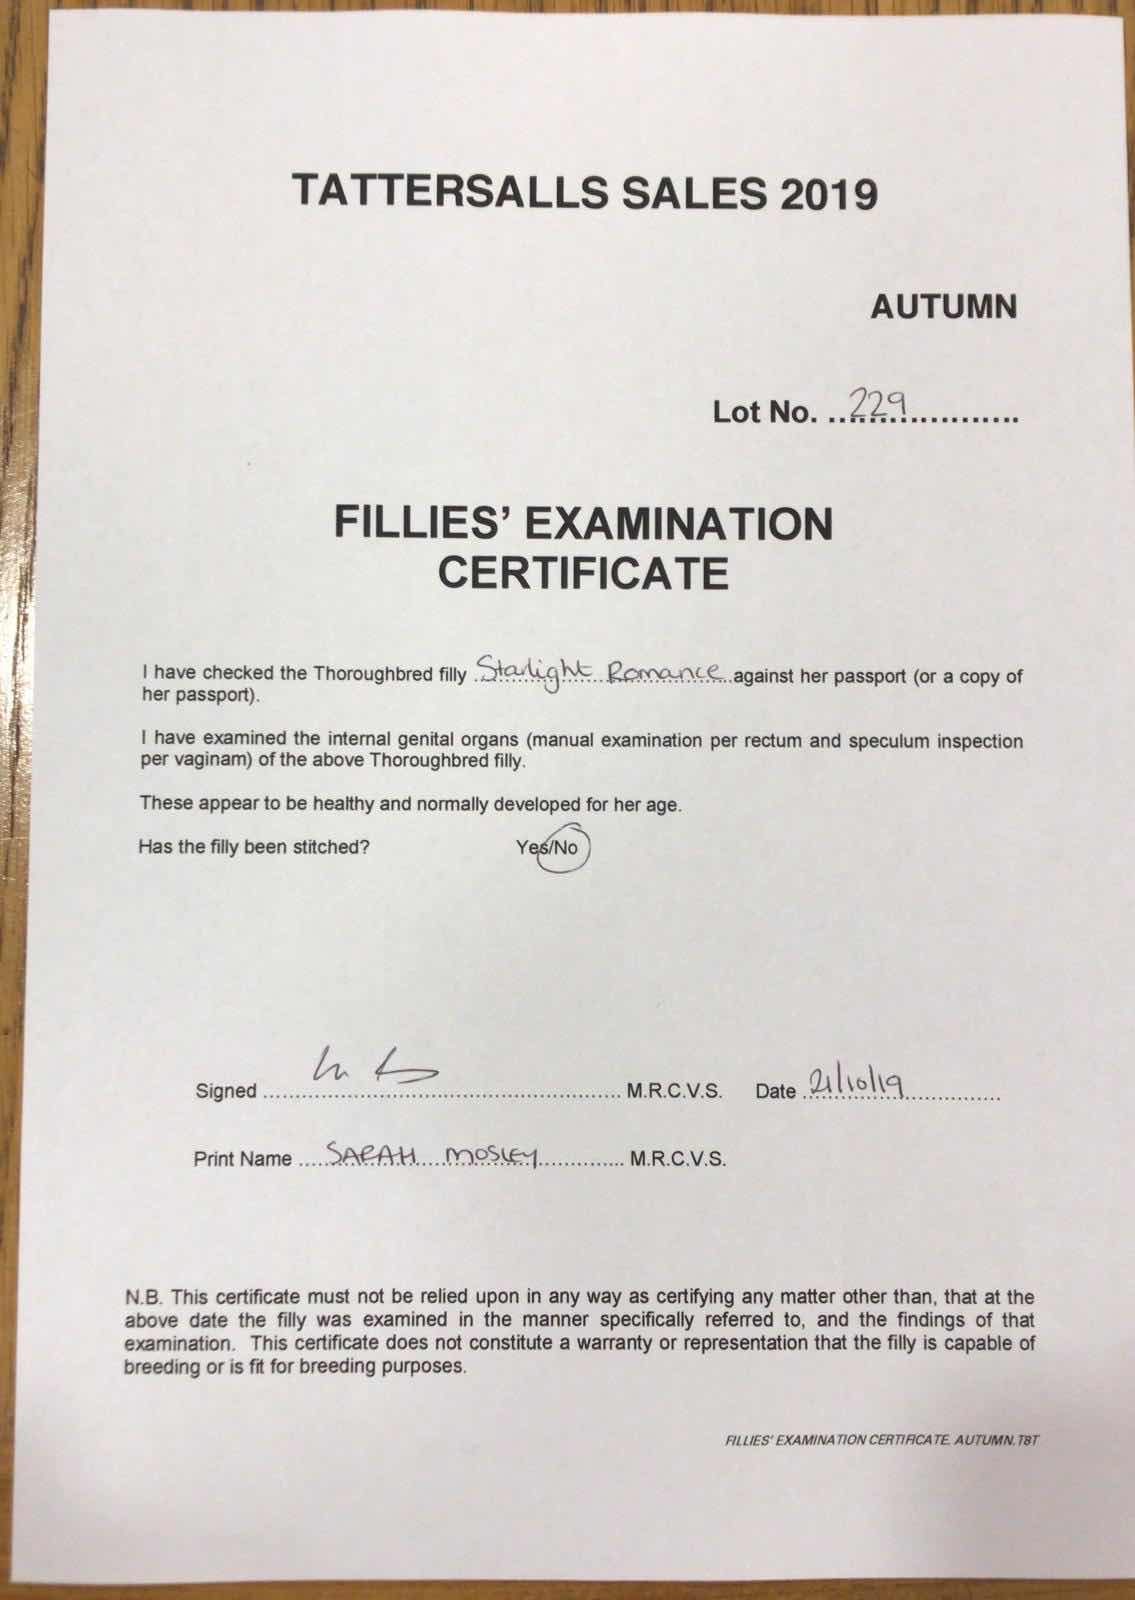 TATTERSALLS SALES 2019
AUTUMN
Lot No. ..229...................
FILLIES' EXAMINATION
CERTIFICATE
I have checked the Thoroughbred filly .Starlight Romance..against her passport (or a copy of
her passport).
I have examined the internal genital organs (manual examination per rectum and speculum inspection
per vaginam) of the above Thoroughbred filly.
These appear to be healthy and normally developed for her age.
Has the filly been stitched? Yes/No
Signed ............................................................ M.R.C.V.S. Date 21/10/19
Print Name .....SARAH MOSLEY.............. M.R.C.V.S.
N.B. This certificate must not be relied upon in any way as certifying any matter other than, that at the
above date the filly was examined in the manner specifically referred to, and the findings of that
examination. This certificate does not constitute a warranty or representation that the filly is capable of
breeding or is fit for breeding purposes.
FILLIES' EXAMINATION CERTIFICATE. AUTUMN. T8T